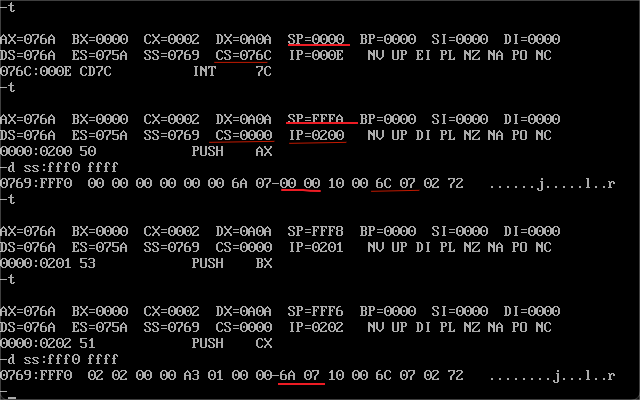 -t
AX=076A BX=0000 CX=0002 DX=0A0A SP=0000 BP=0000 SI=0000 DI=0000
DS=076A ES=075A SS=0769 CS=076C IP=000E NV UP EI PL NZ NA PO NC
076C:000E CD7C INT 7C
-t
AX=076A BX=0000 CX=0002 DX=0A0A SP=FFFA BP=0000 SI=0000 DI=0000
DS=076A ES=075A SS=0769 CS=0000 IP=0200 NV UP DI PL NZ NA PO NC
0000:0200 50 PUSH AX
-d ss:fff0 ffff
0769:FFF0 00 00 00 00 00 00 6A 07-00 00 10 00 6C 07 02 72 ......j.....l..r
-t
AX=076A BX=0000 CX=0002 DX=0A0A SP=FFF8 BP=0000 SI=0000 DI=0000
DS=076A ES=075A SS=0769 CS=0000 IP=0201 NV UP DI PL NZ NA PO NC
0000:0201 53 PUSH BX
-t
AX=076A BX=0000 CX=0002 DX=0A0A SP=FFF6 BP=0000 SI=0000 DI=0000
DS=076A ES=075A SS=0769 CS=0000 IP=0202 NV UP DI PL NZ NA PO NC
0000:0202 51 PUSH CX
-d ss:fff0 ffff
0769:FFF0 02 02 00 00 A3 01 00 00-6A 07 10 00 6C 07 02 72 ........j...l..r
-_